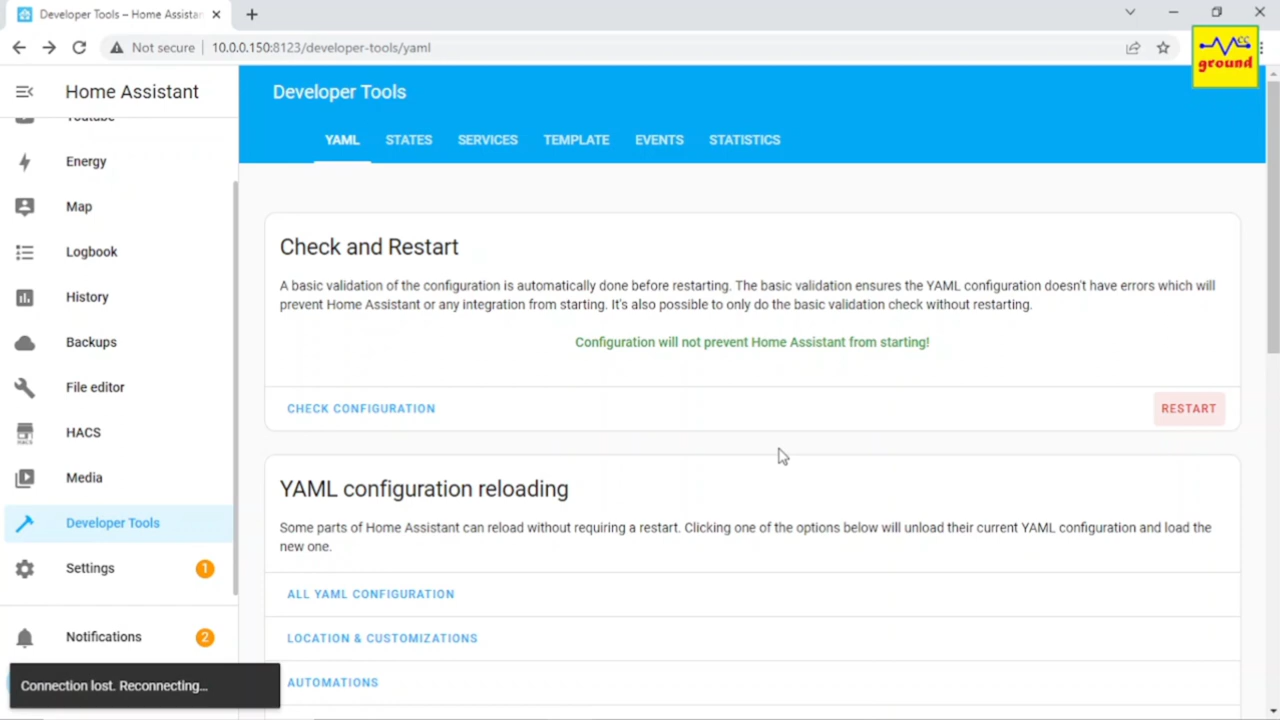 Developer Tools – Home Assistan
Not secure
10.0.0.150:8123/developer-tools/yaml
cc
ground
Home Assistant
Youtube
Energy
Map
Logbook
History
Backups
File editor
HACS
Media
Developer Tools
Settings
1
Notifications
2
Connection lost. Reconnecting...
Developer Tools
YAML
STATES
SERVICES
TEMPLATE
EVENTS
STATISTICS
Check and Restart
A basic validation of the configuration is automatically done before restarting. The basic validation ensures the YAML configuration doesn't have errors which will
prevent Home Assistant or any integration from starting. It's also possible to only do the basic validation check without restarting.
Configuration will not prevent Home Assistant from starting!
CHECK CONFIGURATION
RESTART
YAML configuration reloading
Some parts of Home Assistant can reload without requiring a restart. Clicking one of the options below will unload their current YAML configuration and load the
new one.
ALL YAML CONFIGURATION
LOCATION & CUSTOMIZATIONS
AUTOMATIONS